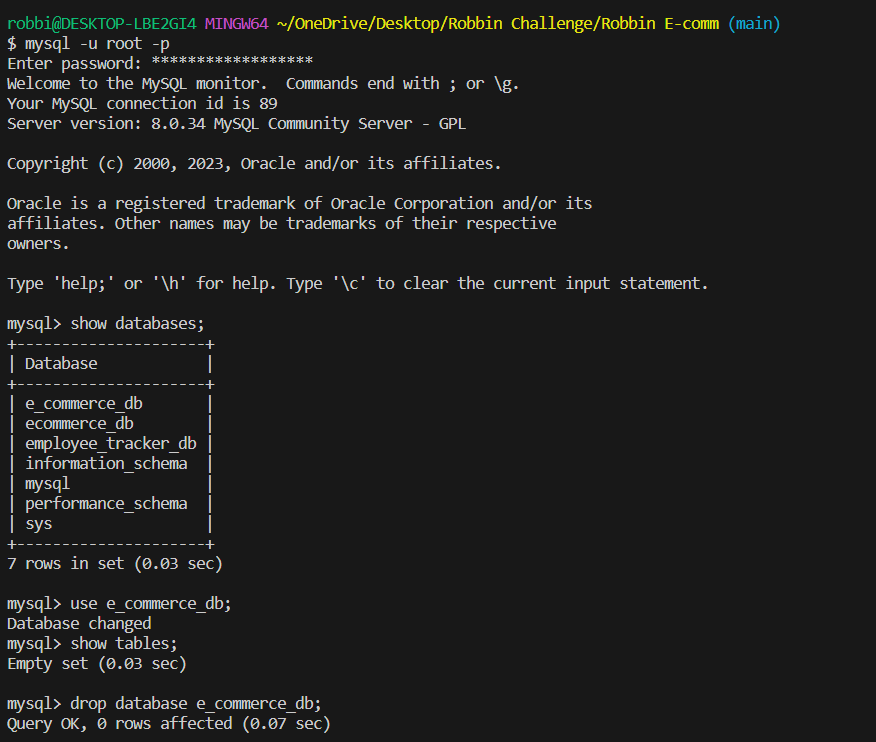 robbi@DESKTOP-LBE2GI4 MINGW64 ~/OneDrive/Desktop/Robbin Challenge/Robbin E-comm (main)
$ mysql -u root -p
Enter password: ******************
Welcome to the MySQL monitor.  Commands end with ; or \g.
Your MySQL connection id is 89
Server version: 8.0.34 MySQL Community Server - GPL

Copyright (c) 2000, 2023, Oracle and/or its affiliates.

Oracle is a registered trademark of Oracle Corporation and/or its
affiliates. Other names may be trademarks of their respective
owners.

Type 'help;' or '\h' for help. Type '\c' to clear the current input statement.

mysql> show databases;
+---------------------+
| Database            |
+---------------------+
| e_commerce_db       |
| ecommerce_db        |
| employee_tracker_db |
| information_schema  |
| mysql               |
| performance_schema  |
| sys                 |
+---------------------+
7 rows in set (0.03 sec)

mysql> use e_commerce_db;
Database changed
mysql> show tables;
Empty set (0.03 sec)

mysql> drop database e_commerce_db;
Query OK, 0 rows affected (0.07 sec)